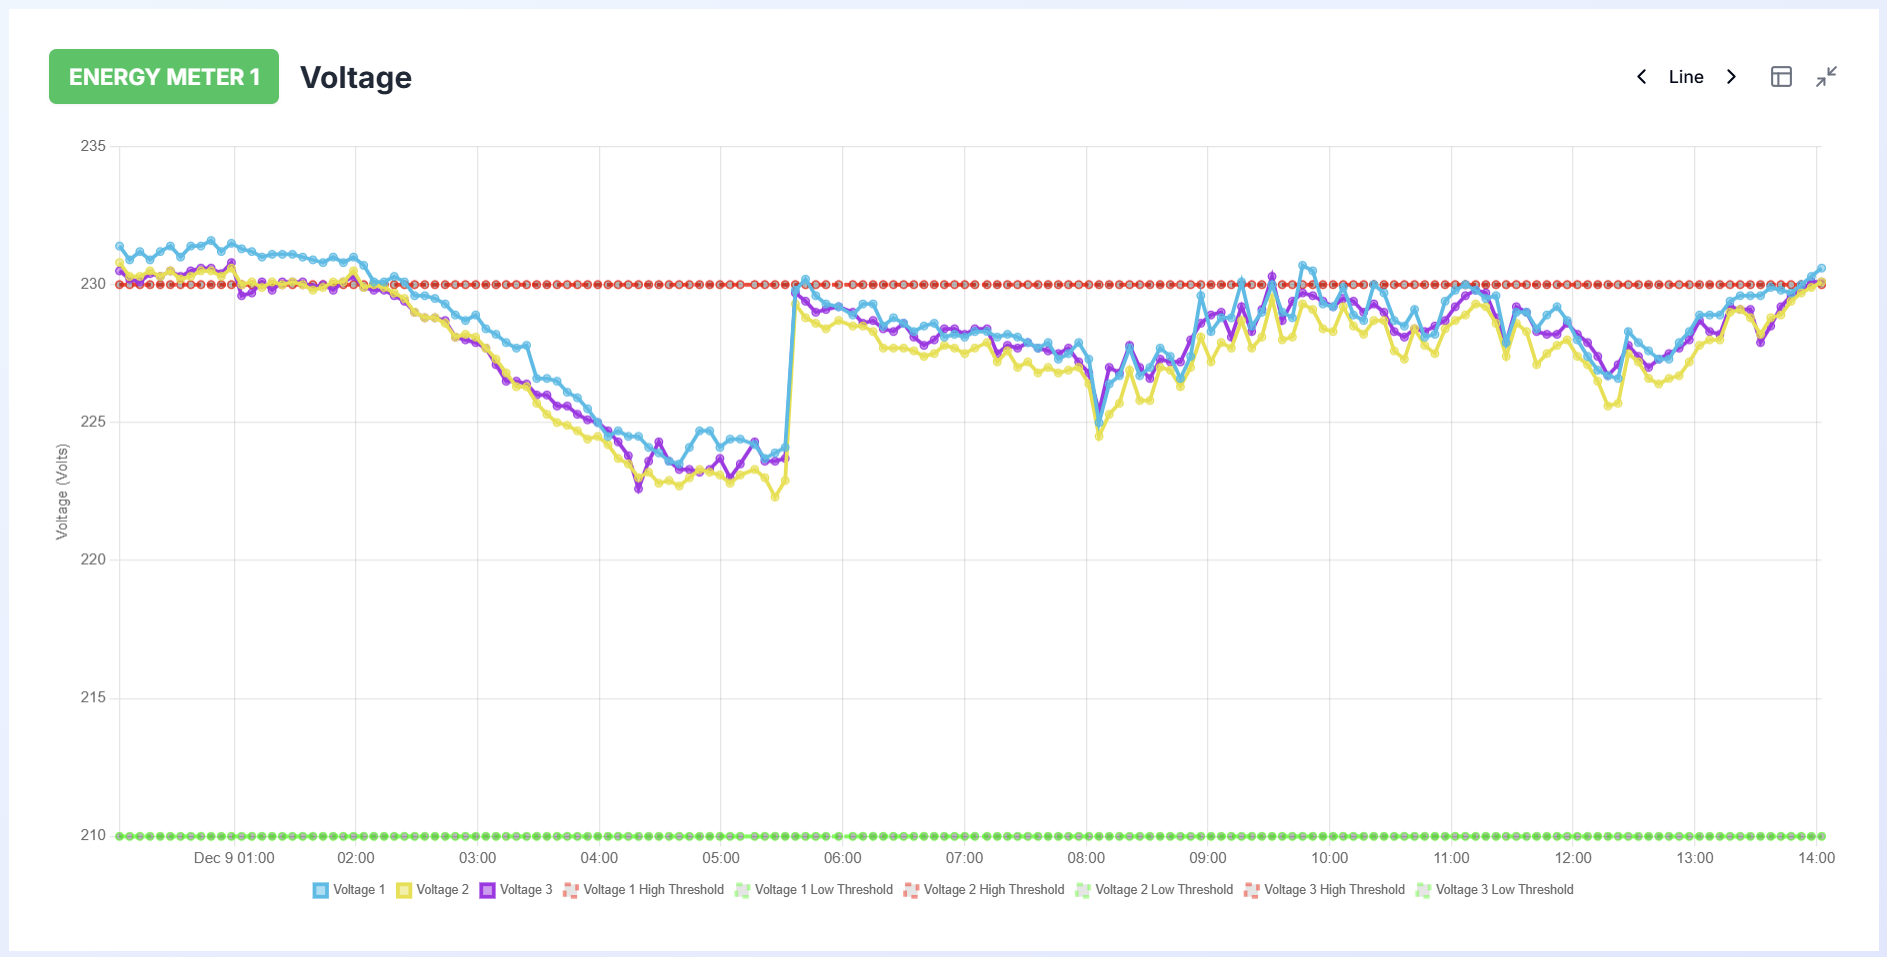 ENERGY METER 1 Voltage Line
235
230
225
220
215
210
Voltage (Volts)
Dec 9 01:00 02:00 03:00 04:00 05:00 06:00 07:00 08:00 09:00 10:00 11:00 12:00 13:00 14:00
Voltage 1 Voltage 2 Voltage 3 Voltage 1 High Threshold Voltage 1 Low Threshold Voltage 2 High Threshold Voltage 2 Low Threshold Voltage 3 High Threshold Voltage 3 Low Threshold